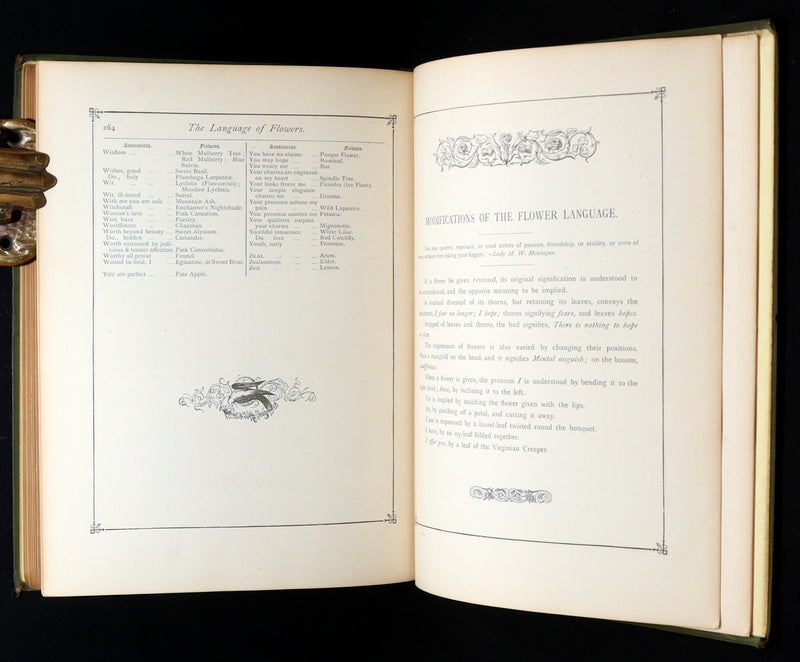 264 The Language of Flowers.
Sentiments. Flowers.
Wisdom ... ... ... White Mulberry Tree;
Red Mulberry; Blue
Salvia.
Wishes, good ... ... Sweet Basil.
Do., holy ... ... Plumbago Larpentæ.
Wit ... ... ... Lychnis (Flos-cuculi);
Meadow Lychnis.
Wit, ill-timed ... ... Sorrel.
With me you are safe ... Mountain Ash.
Witchcraft ... ... Enchanter's Nightshade.
Woman's love ... ... Pink Carnation.
Won, have ... ... Parsley.
Worldliness ... ... Clianthus.
Worth beyond beauty ... Sweet Alyssum.
Do., hidden ... ... Coriander.
Worth sustained by judi-
cious & tender affection Pink Convolvulus.
Worthy all praise ... Fennel.
Wound to heal, I ... Eglantine, or Sweet Briar.
YOU are perfect ... ... Pine Apple.
Sentiments. Flowers.
You have no claims ... Pasque Flower.
You may hope ... ... Roseleaf.
You weary me ... ... Bur.
Your charms are engraven
on my heart ... ... Spindle Tree.
Your looks freeze me ... Ficoides (Ice Plant).
Your simple elegance
charms me ... ... Diosma.
Your presence softens my
pain ... ... ... Wild Liquorice.
Your presence soothes me Petunia.
Your qualities surpass
your charms ... ... Mignonette.
Youthful innocence ... White Lilac.
Do. love ... ... Red Catchfly.
Youth, early ... ... Primrose.
ZEAL ... ... ... Arum.
Zealousness ... ... Elder.
Zest ... ... ... Lemon.
MODIFICATIONS OF THE FLOWER LANGUAGE.
You may quarrel, reproach, or send letters of passion, friendship, or civility, or even of
without even inking your fingers.'—Lady M. W. Montague.
If a flower be given reversed, its original signification is understood to
be contradicted, and the opposite meaning to be implied.
A rosebud divested of its thorns, but retaining its leaves, conveys the
sentiment, I fear no longer; I hope; thorns signifying fears, and leaves hopes.
Stripped of leaves and thorns, the bud signifies, There is nothing to hope
or fear.
The expression of flowers is also varied by changing their positions.
Place a marigold on the head, and it signifies Mental anguish; on the bosom,
Indifference.
When a flower is given, the pronoun I is understood by bending it to the
right hand; thou, by inclining it to the left.
Yes is implied by touching the flower given with the lips.
No, by pinching off a petal, and casting it away.
I am is expressed by a laurel-leaf twisted round the bouquet.
I have, by an ivy-leaf folded together.
I offer you, by a leaf of the Virginian Creeper.